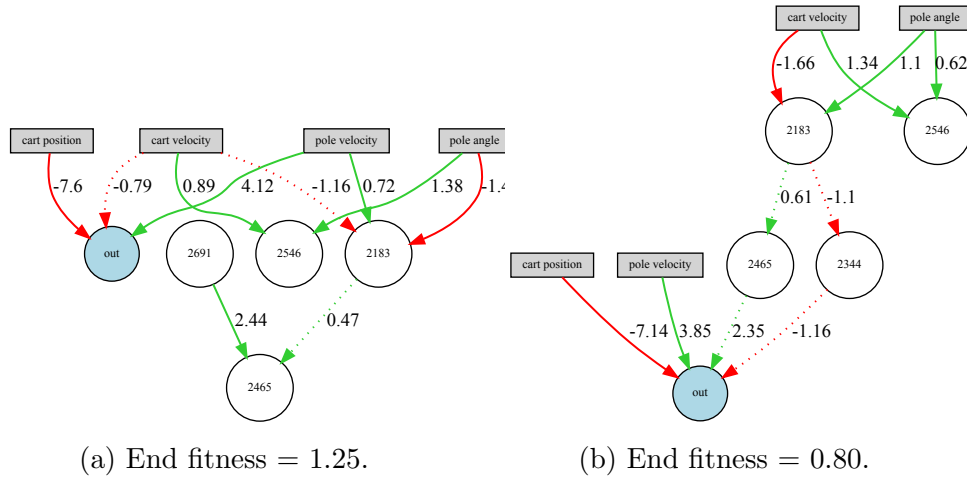 cart velocity
pole angle
-1.66
1.34
1.1
0.62
2183
2546
cart position
cart velocity
pole velocity
pole angle
-7.6
-0.79
0.89
4.12
-1.16
0.72
1.38
-1.4
0.61
-1.1
out
2691
2546
2183
2465
2344
cart position
pole velocity
2.44
0.47
-7.14
3.85
2.35
-1.16
2465
out
(a) End fitness = 1.25.
(b) End fitness = 0.80.